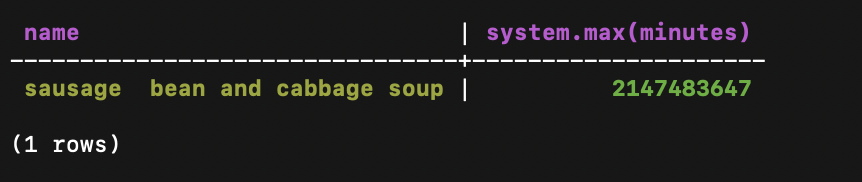 name | system.max(minutes)
--------------------------------+---------------------
sausage  bean and cabbage soup | 2147483647
(1 rows)